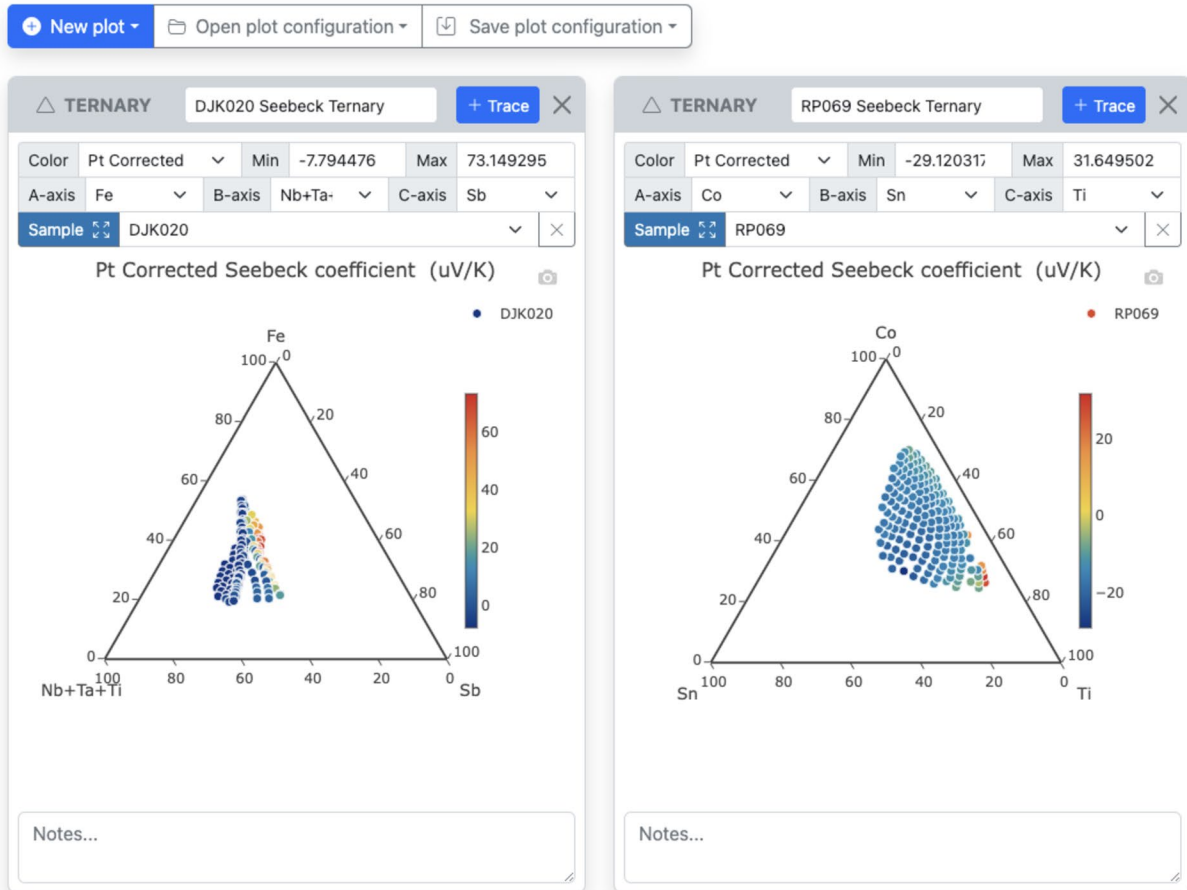 New plot
Open plot configuration
Save plot configuration
TERNARY
DJK020 Seebeck Ternary
+ Trace
Color Pt Corrected Min -7.794476 Max 73.149295
A-axis Fe B-axis Nb+Ta- C-axis Sb
Sample DJK020
Pt Corrected Seebeck coefficient (uV/K)
DJK020
Fe
100 0
80 20
60 40
40 60
20 80
0 100
100 80 60 40 20 0
Nb+Ta+Ti Sb
60
40
20
0
Notes...
TERNARY
RP069 Seebeck Ternary
+ Trace
Color Pt Corrected Min -29.120317 Max 31.649502
A-axis Co B-axis Sn C-axis Ti
Sample RP069
Pt Corrected Seebeck coefficient (uV/K)
RP069
Co
100 0
80 20
60 40
40 60
20 80
0 100
100 80 60 40 20 0
Sn Ti
20
0
−20
Notes...